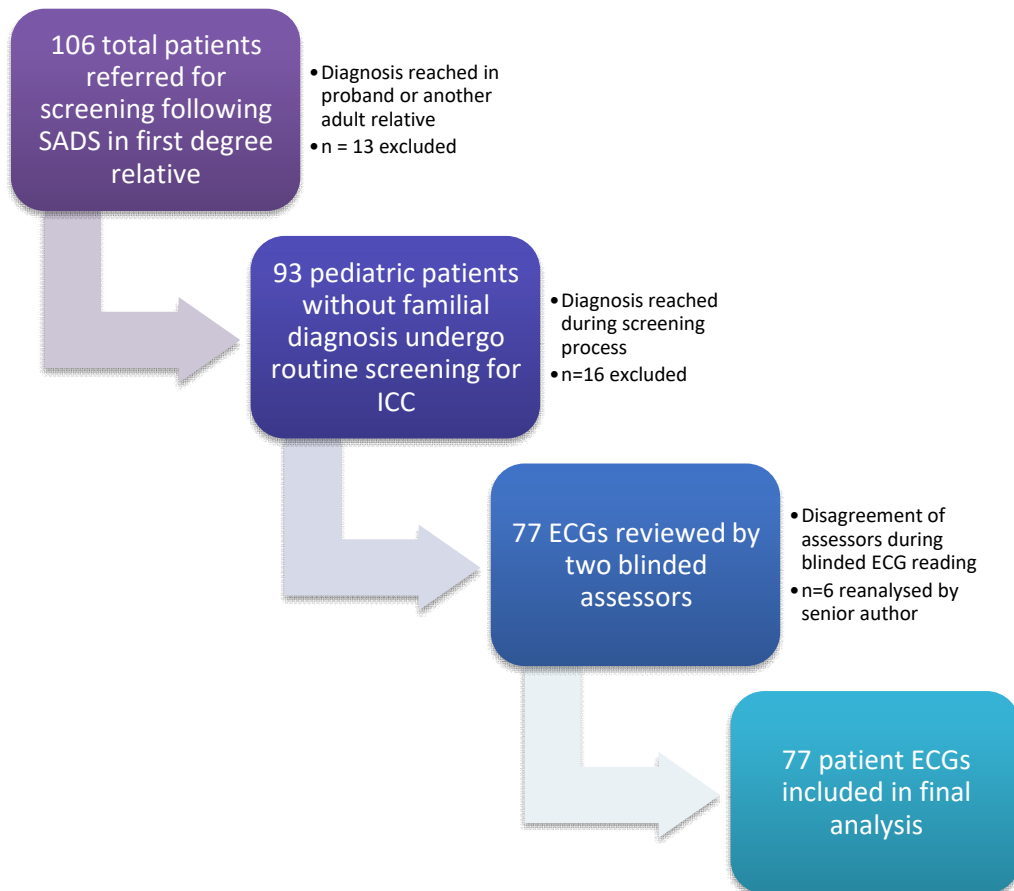 106 total patients
referred for
screening following
SADS in first degree
relative
•Diagnosis reached in
proband or another
adult relative
•n = 13 excluded
93 pediatric patients
without familial
diagnosis undergo
routine screening for
ICC
•Diagnosis reached
during screening
process
•n=16 excluded
77 ECGs reviewed by
two blinded
assessors
•Disagreement of
assessors during
blinded ECG reading
•n=6 reanalysed by
senior author
77 patient ECGs
included in final
analysis